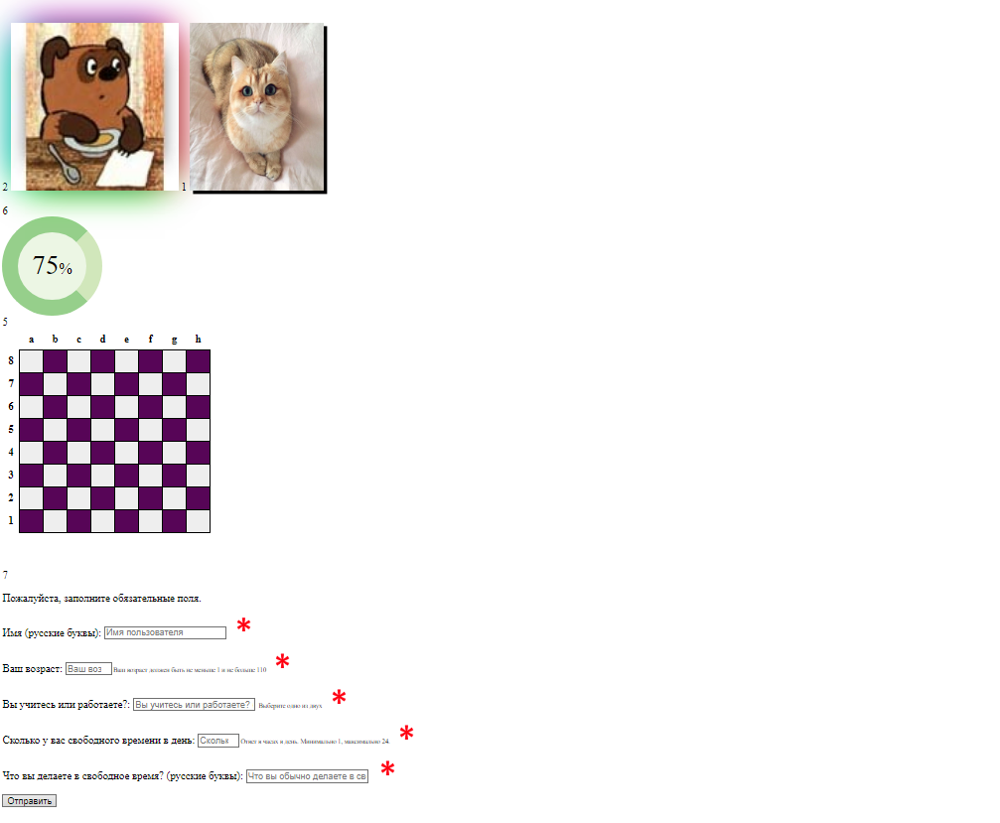 2 1
6
75%
5
a b c d e f g h
8
7
6
5
4
3
2
1
7
Пожалуйста, заполните обязательные поля.
Имя (русские буквы): Имя пользователя *
Ваш возраст: Ваш воз Ваш возраст должен быть не меньше 1 и не больше 110 *
Вы учитесь или работаете?: Вы учитесь или работаете? Выберите одно из двух *
Сколько у вас свободного времени в день: Скольк Ответ в часах в день. Минимально 1, максимально 24. *
Что вы делаете в свободное время? (русские буквы): Что вы обычно делаете в св *
Отправить